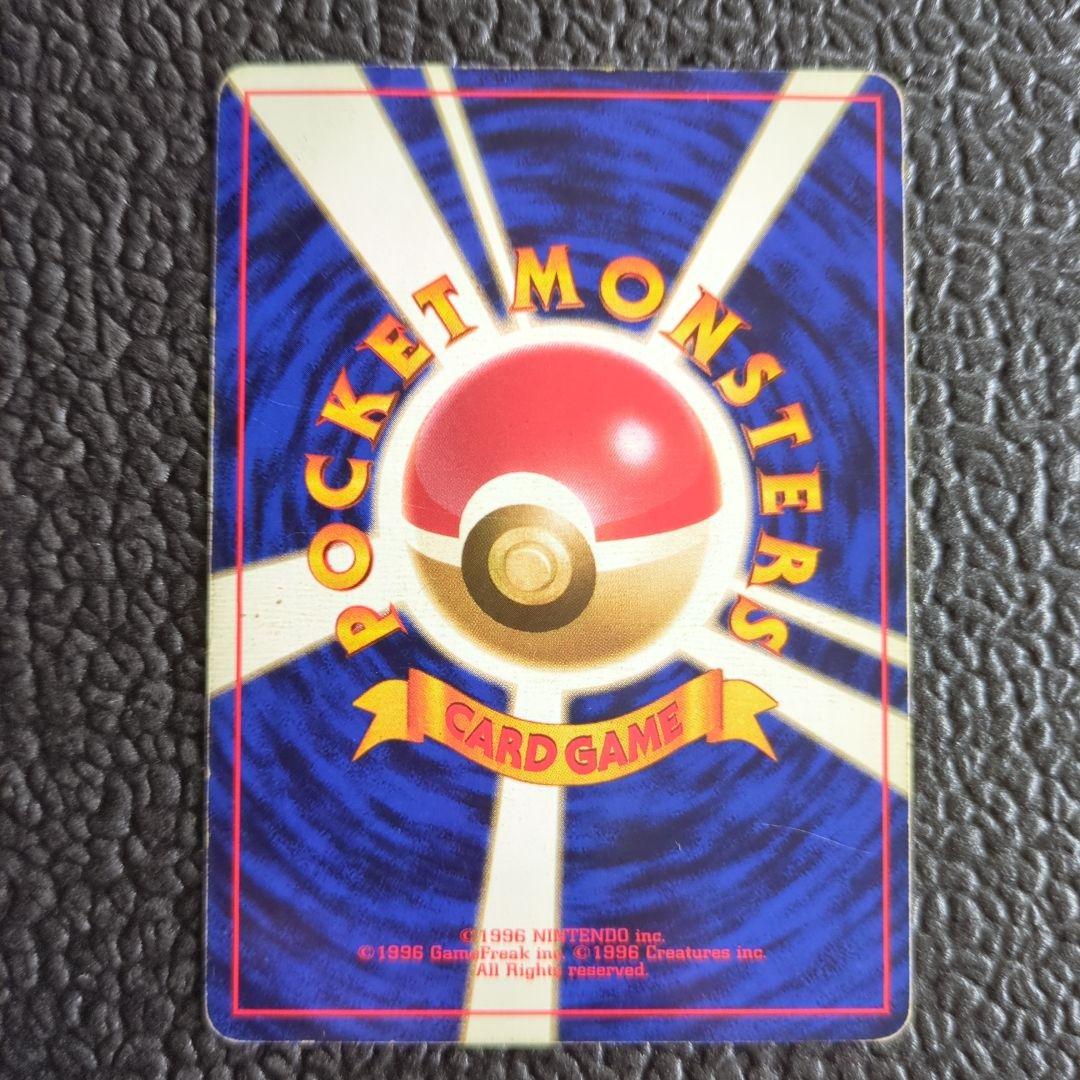 POCKET MONSTERS
CARD GAME
©1996 NINTENDO inc.
©1996 GameFreak inc. ©1996 Creatures inc.
All Rights reserved.